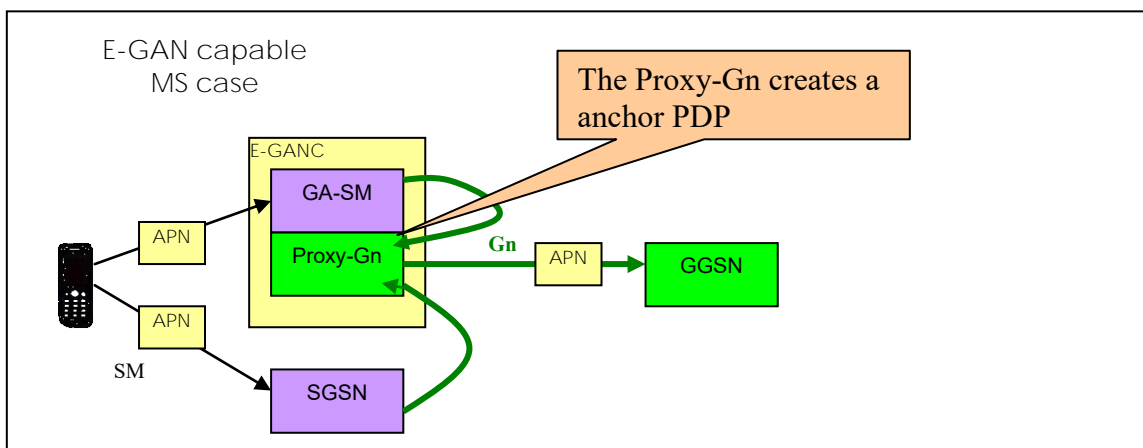 E-GAN capable
MS case
The Proxy-Gn creates a
anchor PDP
E-GANC
GA-SM
APN
Gn
Proxy-Gn
APN
GGSN
APN
SM
SGSN